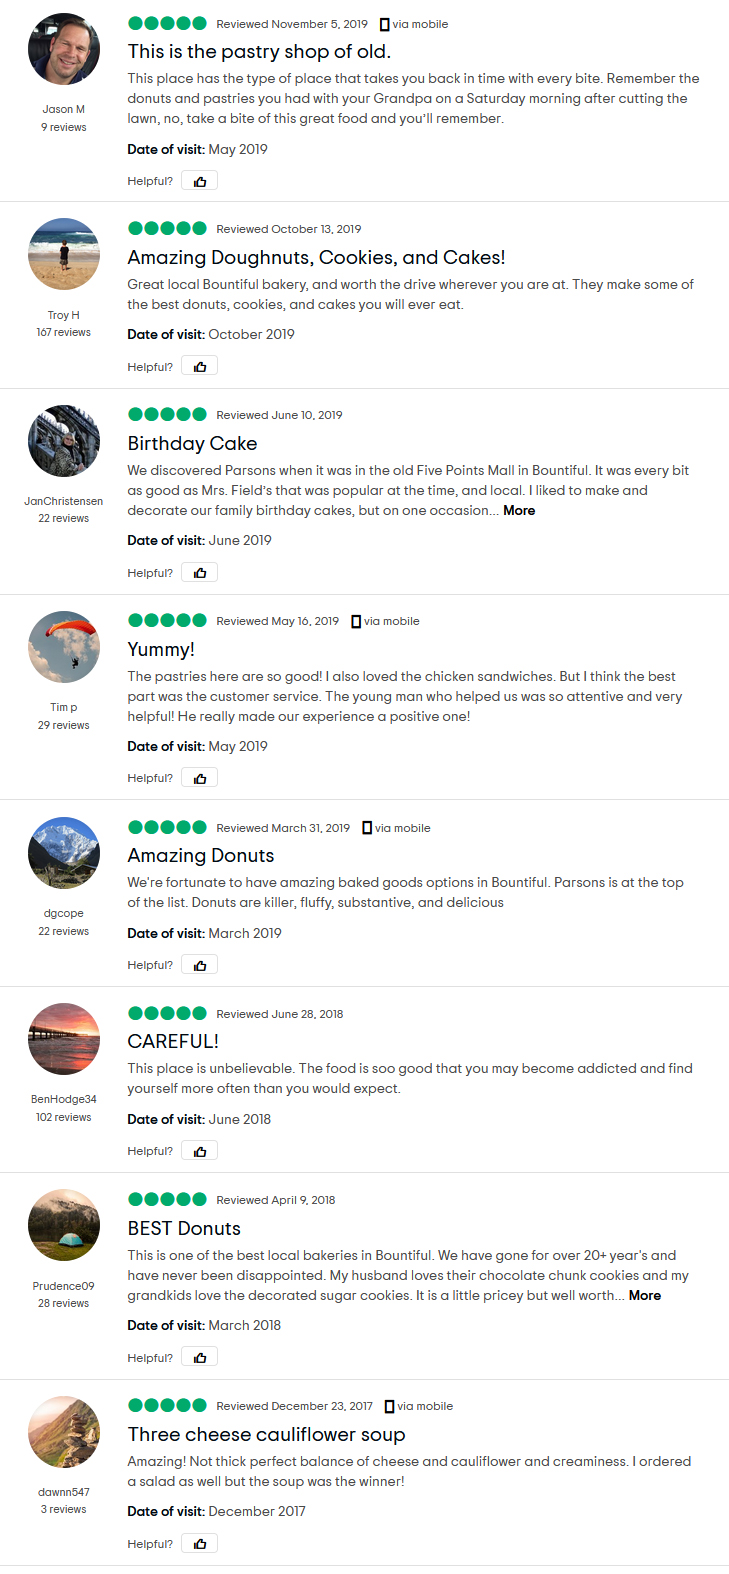 Reviewed November 5, 2019 via mobile
This is the pastry shop of old.
This place has the type of place that takes you back in time with every bite. Remember the
donuts and pastries you had with your Grandpa on a Saturday morning after cutting the
lawn, no, take a bite of this great food and you'll remember.
Jason M
9 reviews
Date of visit: May 2019
Helpful?
Reviewed October 13, 2019
Amazing Doughnuts, Cookies, and Cakes!
Great local Bountiful bakery, and worth the drive wherever you are at. They make some of
the best donuts, cookies, and cakes you will ever eat.
Troy H
167 reviews
Date of visit: October 2019
Helpful?
Reviewed June 10, 2019
Birthday Cake
We discovered Parsons when it was in the old Five Points Mall in Bountiful. It was every bit
as good as Mrs. Field's that was popular at the time, and local. I liked to make and
decorate our family birthday cakes, but on one occasion... More
JanChristensen
22 reviews
Date of visit: June 2019
Helpful?
Reviewed May 16, 2019 via mobile
Yummy!
The pastries here are so good! I also loved the chicken sandwiches. But I think the best
part was the customer service. The young man who helped us was so attentive and very
helpful! He really made our experience a positive one!
Tim p
29 reviews
Date of visit: May 2019
Helpful?
Reviewed March 31, 2019 via mobile
Amazing Donuts
We're fortunate to have amazing baked goods options in Bountiful. Parsons is at the top
of the list. Donuts are killer, fluffy, substantive, and delicious
dgcope
22 reviews
Date of visit: March 2019
Helpful?
Reviewed June 28, 2018
CAREFUL!
This place is unbelievable. The food is soo good that you may become addicted and find
yourself more often than you would expect.
BenHodge34
102 reviews
Date of visit: June 2018
Helpful?
Reviewed April 9, 2018
BEST Donuts
This is one of the best local bakeries in Bountiful. We have gone for over 20+ year's and
have never been disappointed. My husband loves their chocolate chunk cookies and my
grandkids love the decorated sugar cookies. It is a little pricey but well worth... More
Prudence09
28 reviews
Date of visit: March 2018
Helpful?
Reviewed December 23, 2017 via mobile
Three cheese cauliflower soup
Amazing! Not thick perfect balance of cheese and cauliflower and creaminess. I ordered
a salad as well but the soup was the winner!
dawnn547
3 reviews
Date of visit: December 2017
Helpful?